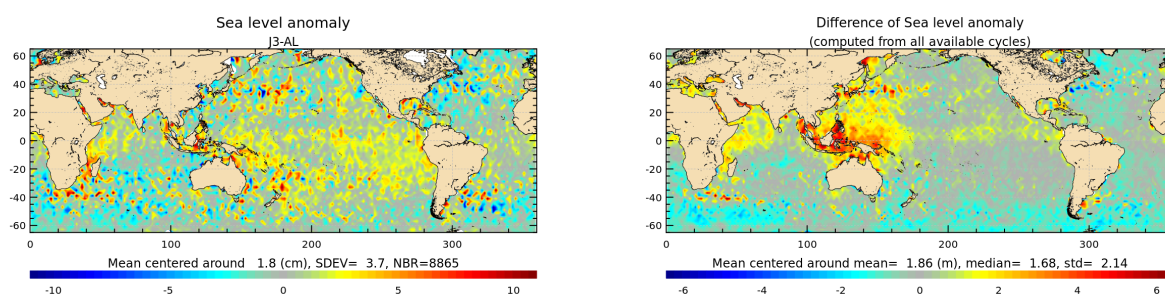 Sea level anomaly
J3-AL
60
40
20
0
-20
-40
-60
0 100 200 300
Mean centered around 1.8 (cm), SDEV= 3.7, NBR=8865
-10 -5 0 5 10
Difference of Sea level anomaly
(computed from all available cycles)
60
40
20
0
-20
-40
-60
0 100 200 300
Mean centered around mean= 1.86 (m), median= 1.68, std= 2.14
-6 -4 -2 0 2 4 6